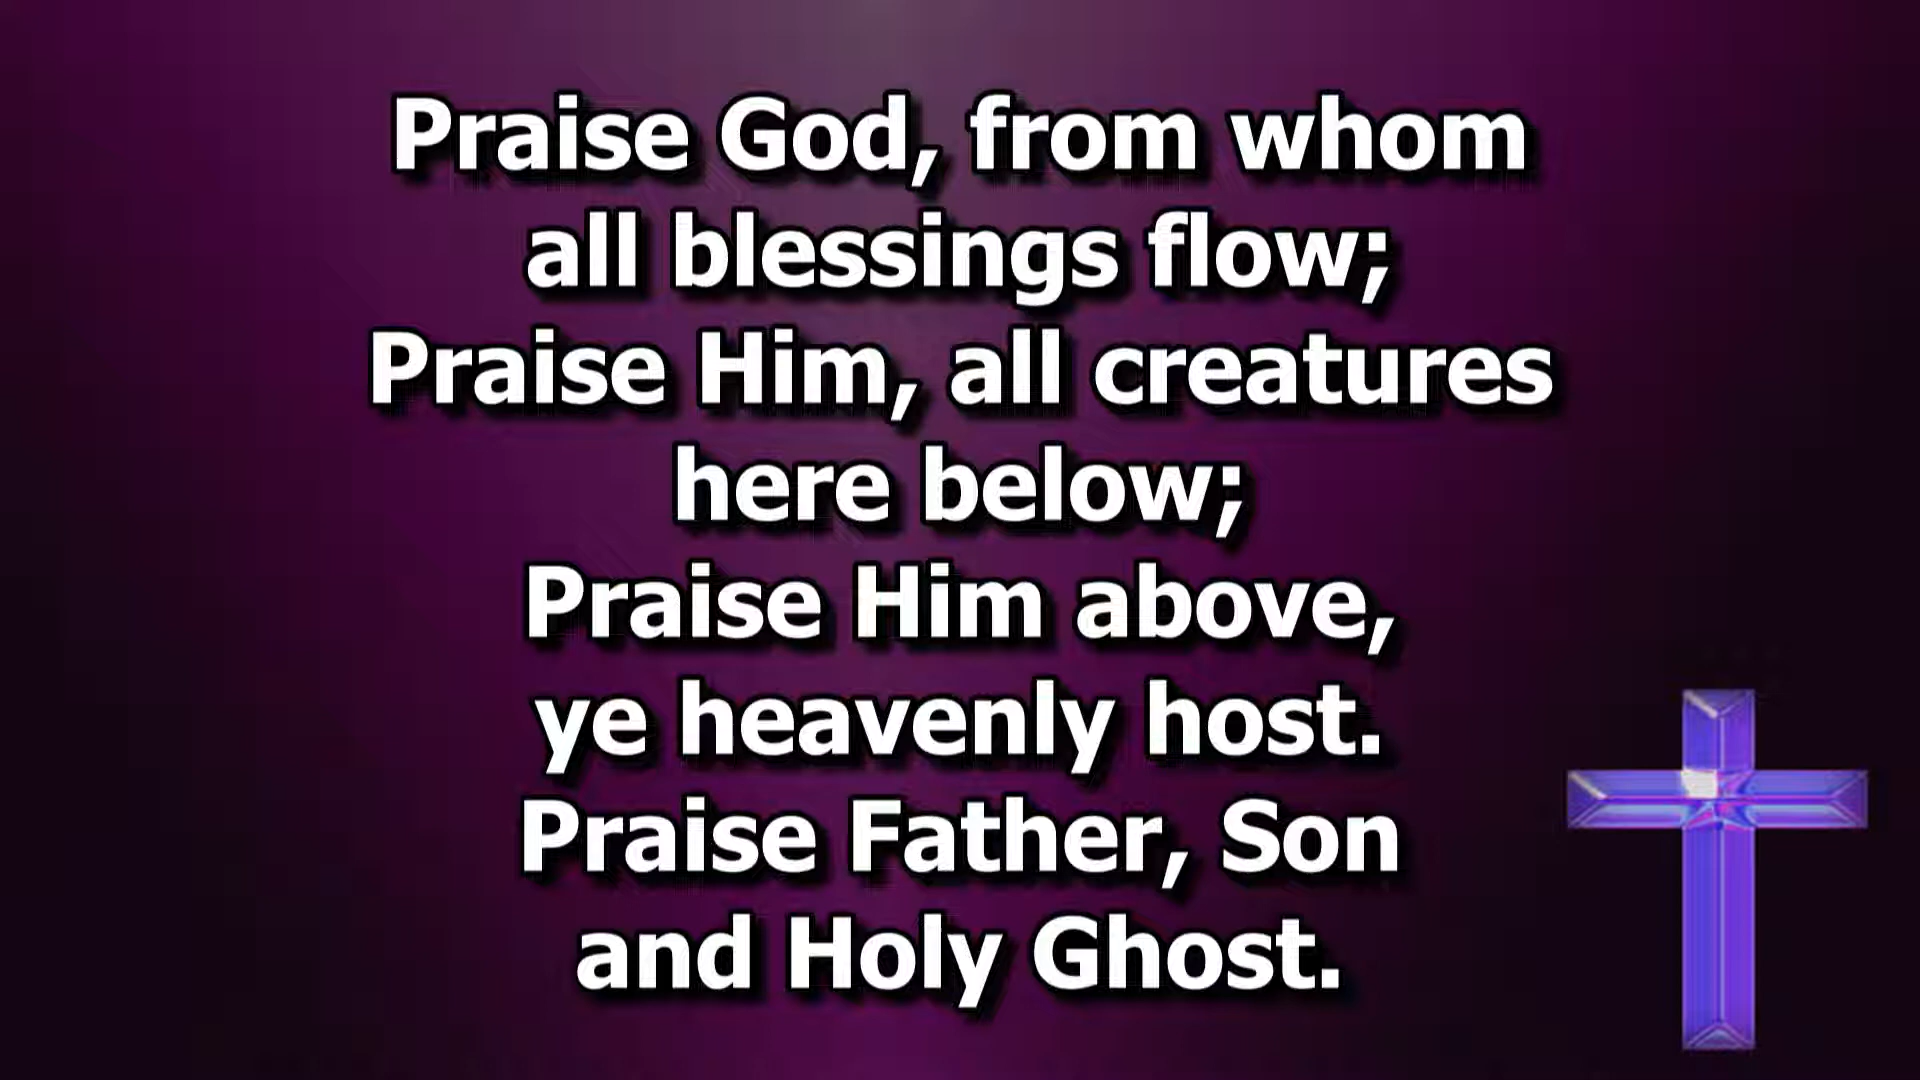 Praise God, from whom
all blessings flow;
Praise Him, all creatures
here below;
Praise Him above,
ye heavenly host.
Praise Father, Son
and Holy Ghost.